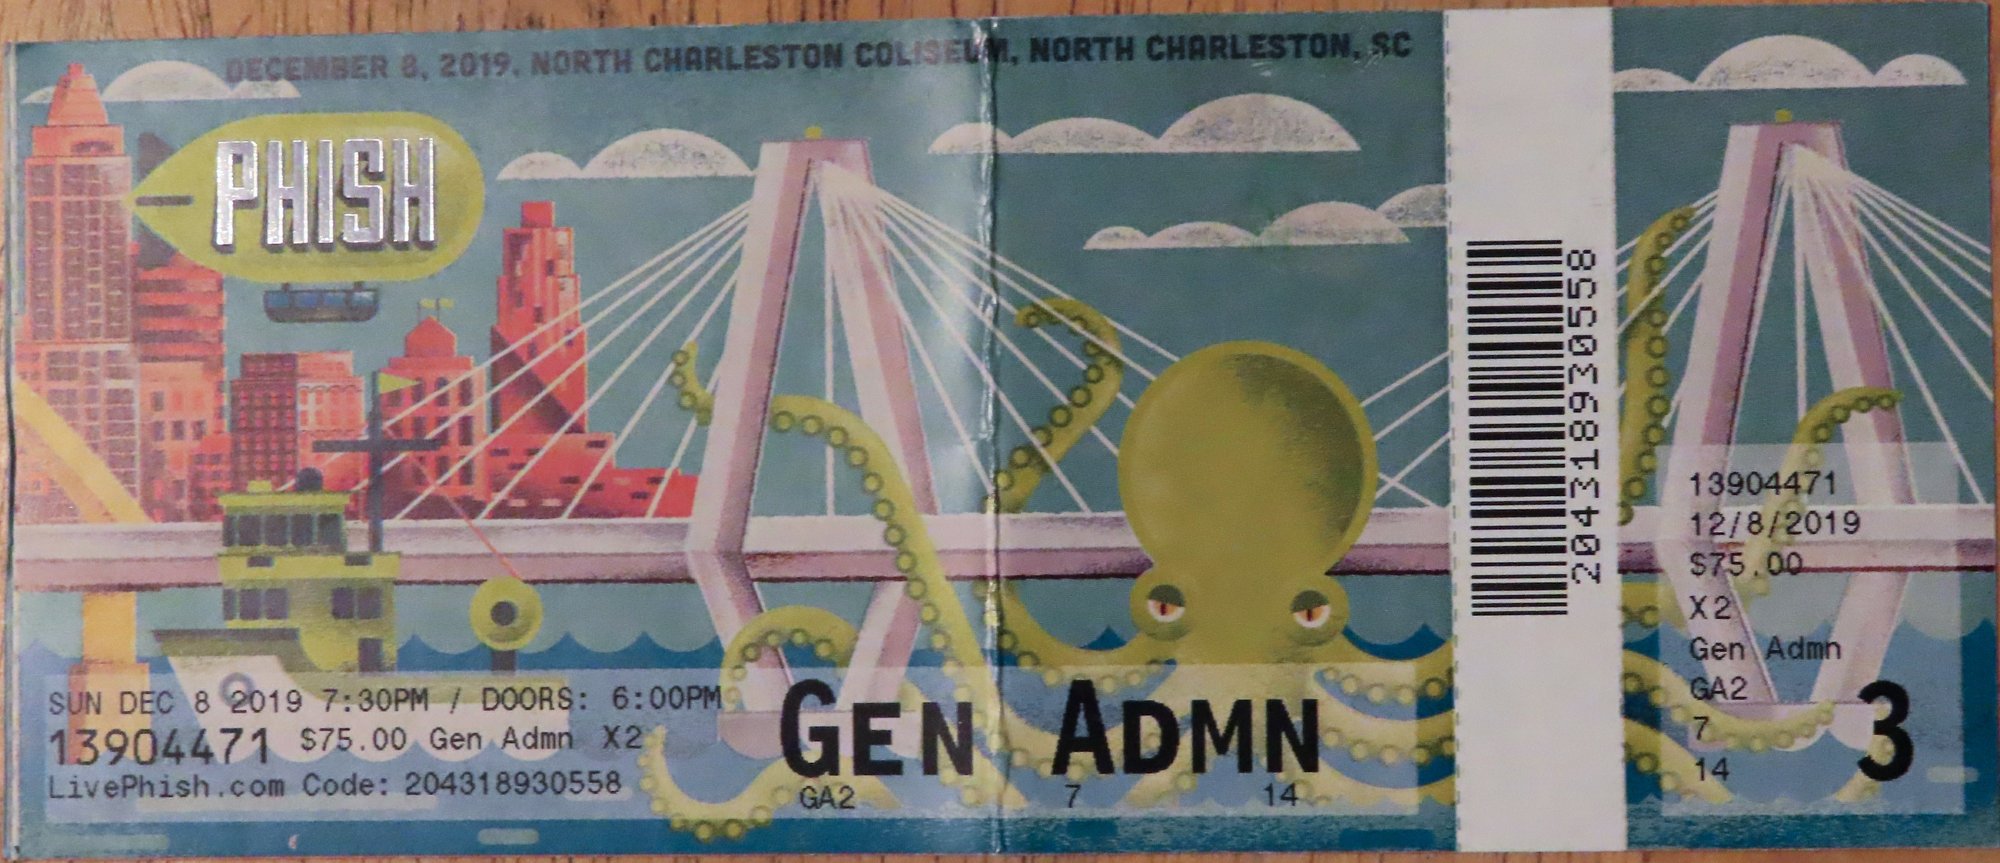 DECEMBER 8, 2019, NORTH CHARLESTON COLISEUM, NORTH CHARLESTON, SC
PHISH
SUN DEC 8 2019 7:30PM / DOORS: 6:00PM
13904471 $75.00 Gen Admn X2
LivePhish.com Code: 204318930558
GEN ADMN
GA2 7 14
204318930558
13904471
12/8/2019
$75.00
X2
Gen Admn
GA2
7
14
3